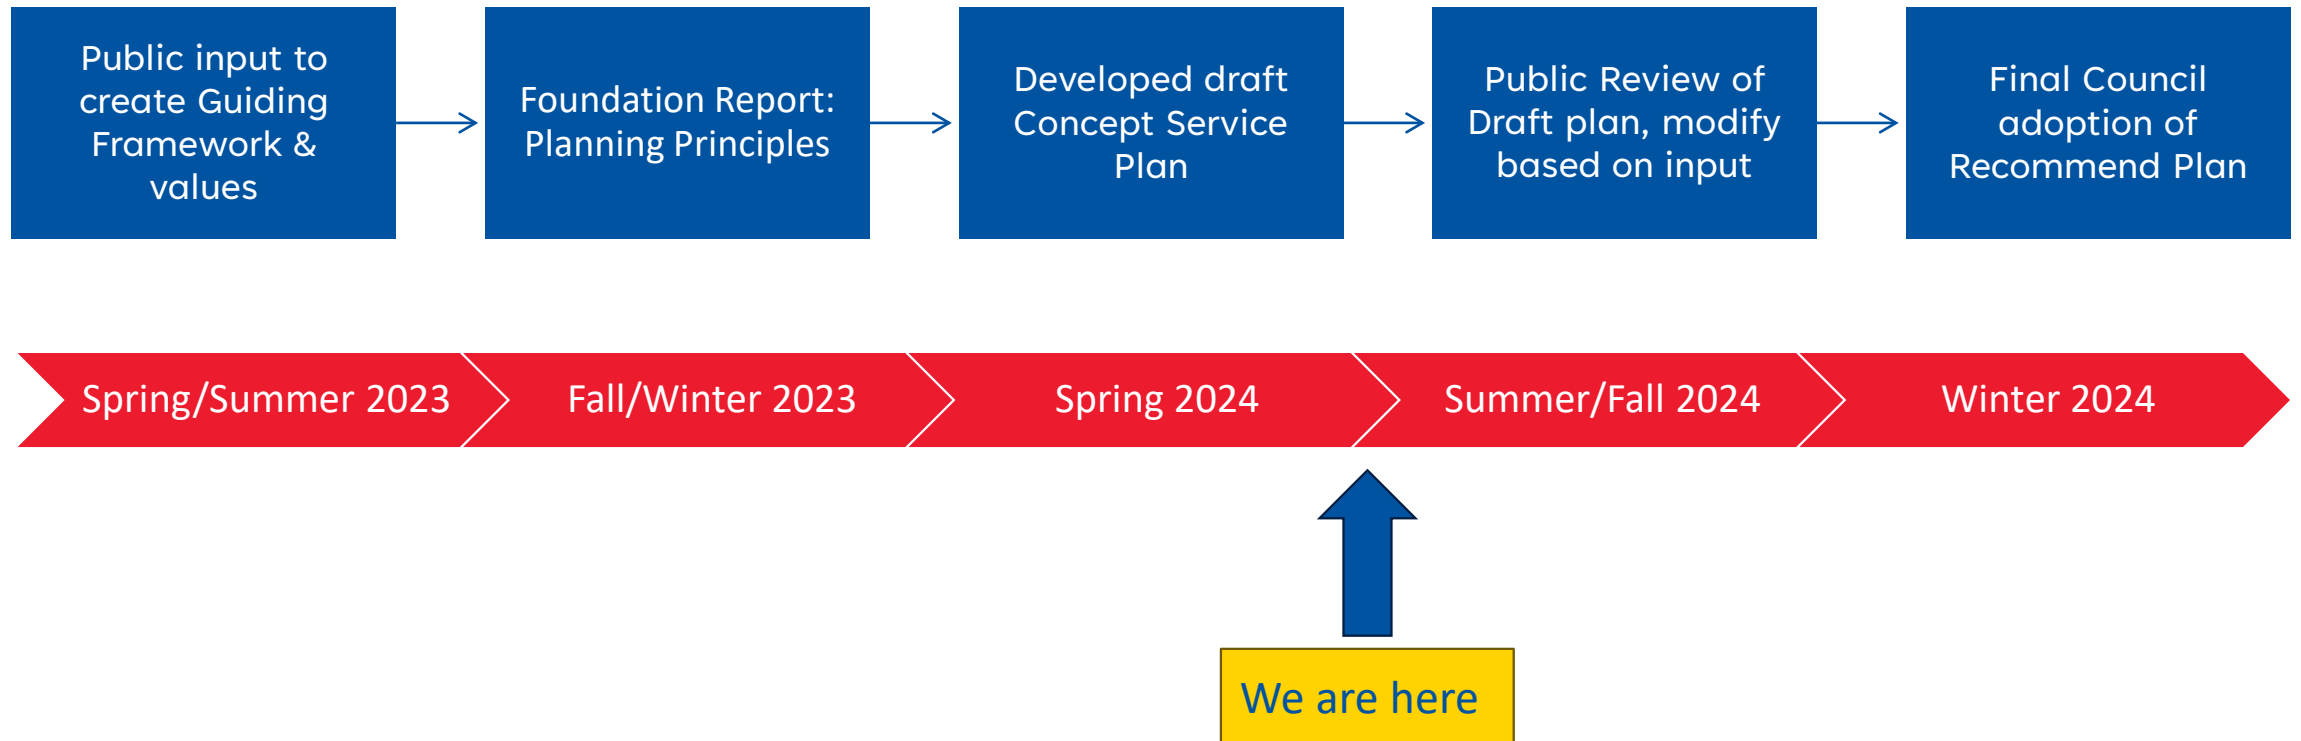 Public input to
create Guiding
Framework &
values
Foundation Report:
Planning Principles
Developed draft
Concept Service
Plan
Public Review of
Draft plan, modify
based on input
Final Council
adoption of
Recommend Plan
Spring/Summer 2023
Fall/Winter 2023
Spring 2024
Summer/Fall 2024
Winter 2024
We are here